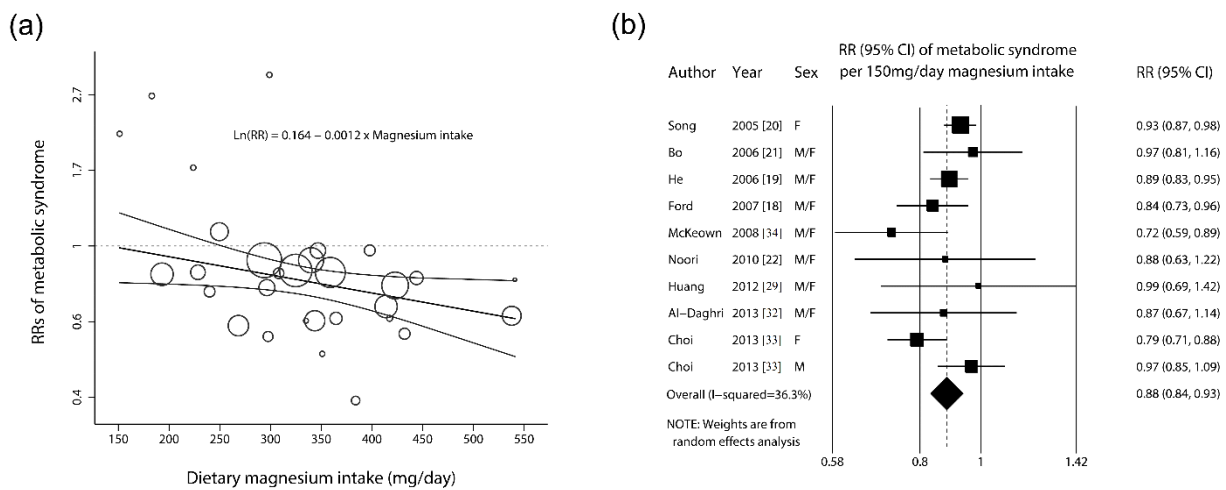 (a)
RRs of metabolic syndrome
2.7
1.7
1
0.6
0.4
Ln(RR) = 0.164 − 0.0012 x Magnesium intake
150 200 250 300 350 400 450 500 550
Dietary magnesium intake (mg/day)
(b)
RR (95% CI) of metabolic syndrome
Author Year Sex per 150mg/day magnesium intake RR (95% CI)
Song 2005 [20] F 0.93 (0.87, 0.98)
Bo 2006 [21] M/F 0.97 (0.81, 1.16)
He 2006 [19] M/F 0.89 (0.83, 0.95)
Ford 2007 [18] M/F 0.84 (0.73, 0.96)
McKeown 2008 [34] M/F 0.72 (0.59, 0.89)
Noori 2010 [22] M/F 0.88 (0.63, 1.22)
Huang 2012 [29] M/F 0.99 (0.69, 1.42)
Al−Daghri 2013 [32] M/F 0.87 (0.67, 1.14)
Choi 2013 [33] F 0.79 (0.71, 0.88)
Choi 2013 [33] M 0.97 (0.85, 1.09)
Overall (I−squared=36.3%) 0.88 (0.84, 0.93)
NOTE: Weights are from
random effects analysis
0.58 0.8 1 1.42